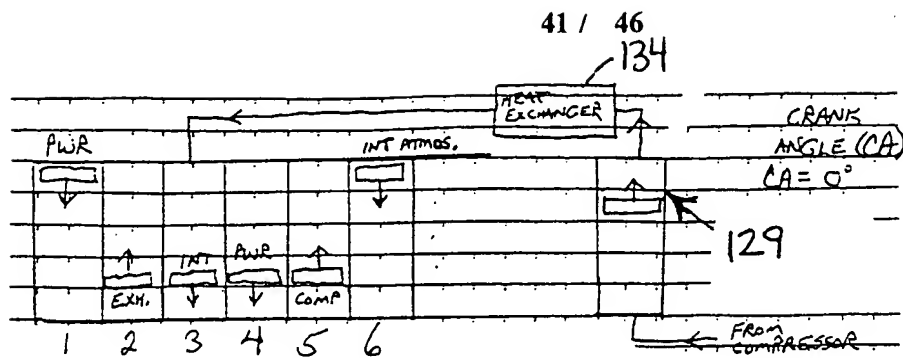 41 / 46
134
HEAT
EXCHANGER
CRANK
ANGLE (CA)
CA = 0°
PWR
INT ATMOS.
129
INT
PWR
EXH.
COMP
1 2 3 4 5 6
FROM
COMPRESSOR